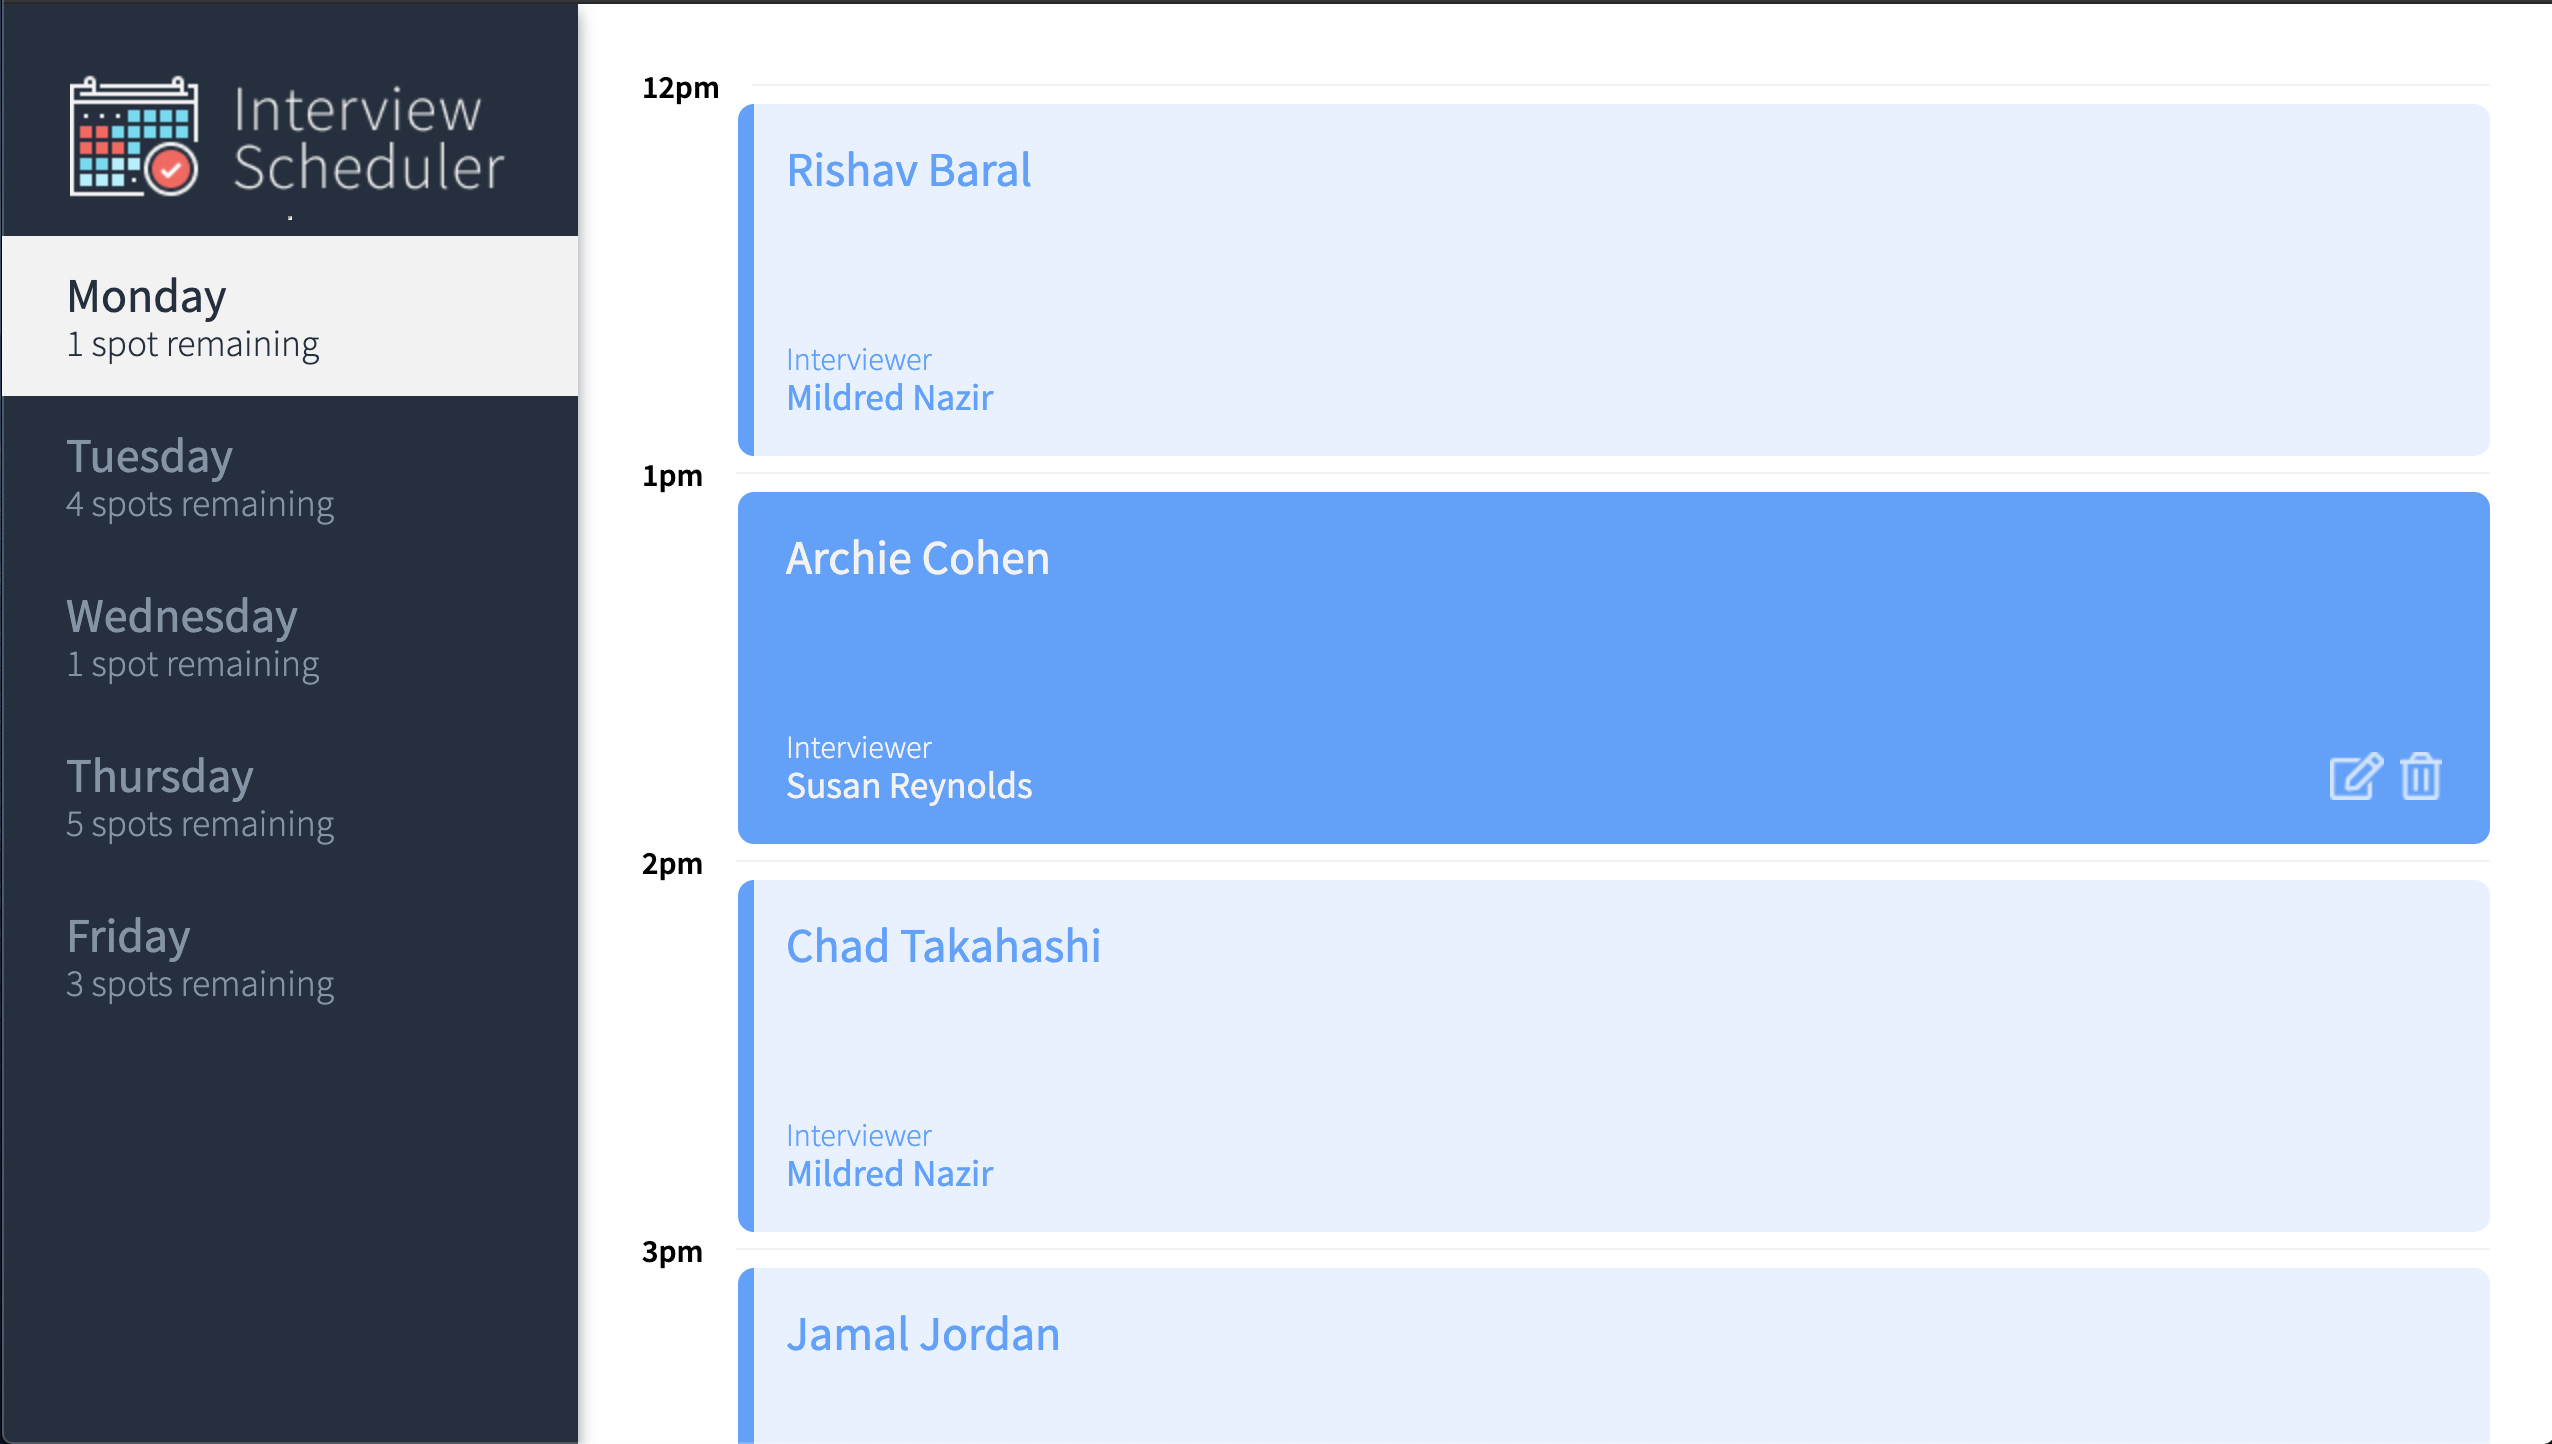 Interview
Scheduler
Monday
1 spot remaining
Tuesday
4 spots remaining
Wednesday
1 spot remaining
Thursday
5 spots remaining
Friday
3 spots remaining
12pm
Rishav Baral
Interviewer
Mildred Nazir
1pm
Archie Cohen
Interviewer
Susan Reynolds
2pm
Chad Takahashi
Interviewer
Mildred Nazir
3pm
Jamal Jordan